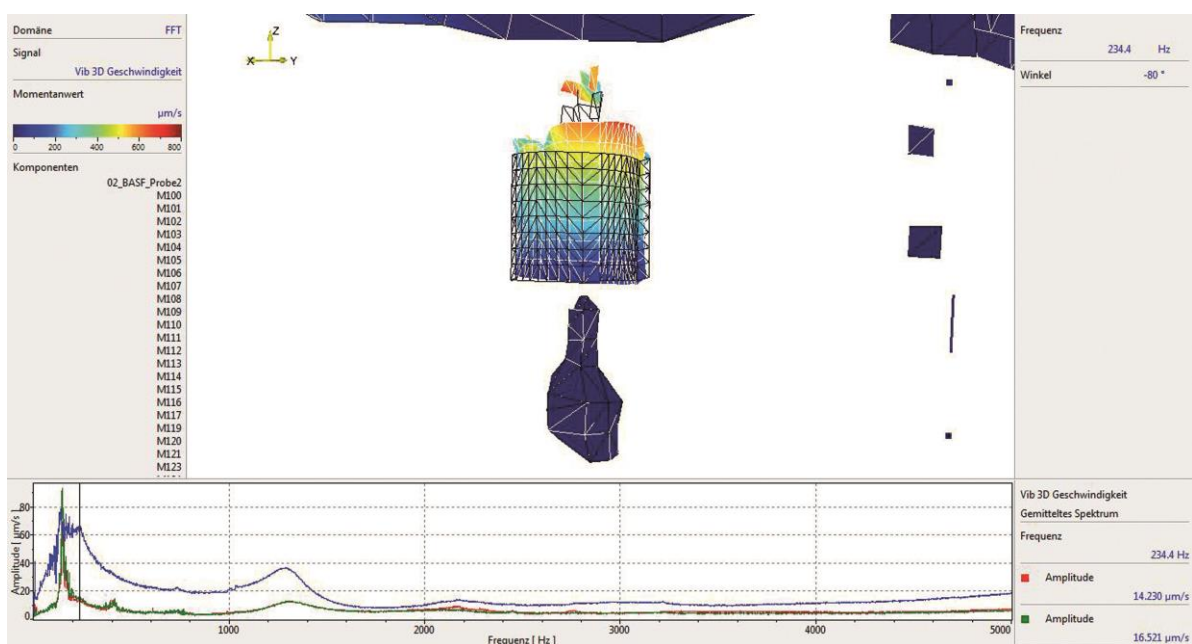 Domäne FFT
Signal
Vib 3D Geschwindigkeit
Momentanwert
µm/s
0 200 400 600 800
Komponenten
02_BASF_Probe2
M100
M101
M102
M103
M104
M105
M106
M107
M108
M109
M110
M111
M112
M113
M114
M115
M116
M117
M119
M120
M121
M123
Z
X Y
Frequenz
234.4 Hz
Winkel -80 °
Amplitude [ µm/s ]
80
60
40
20
1000 2000 3000 4000 5000
Frequenz [ Hz ]
Vib 3D Geschwindigkeit
Gemitteltes Spektrum
Frequenz
234.4 Hz
Amplitude
14.230 µm/s
Amplitude
16.521 µm/s